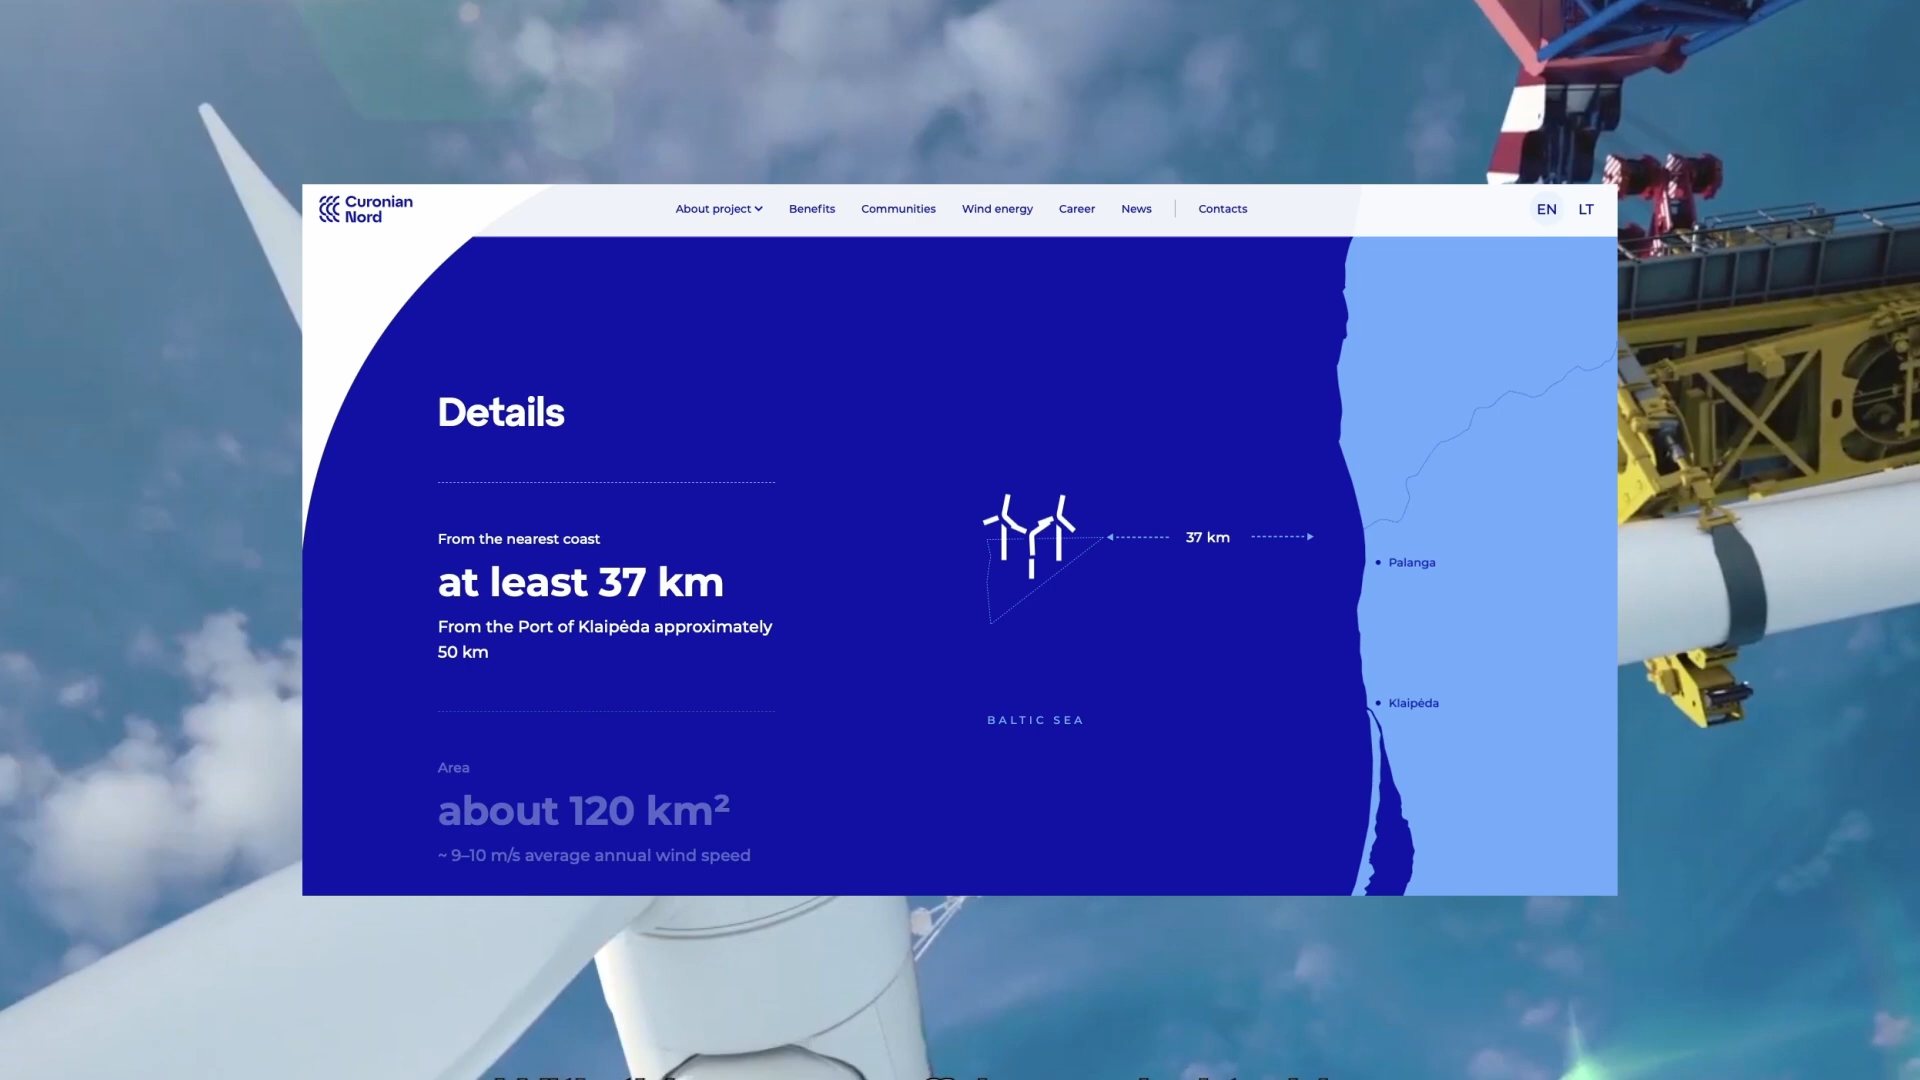 Curonian
Nord
About project
Benefits
Communities
Wind energy
Career
News
Contacts
EN
LT
Details
From the nearest coast
at least 37 km
From the Port of Klaipėda approximately
50 km
37 km
Palanga
Klaipėda
BALTIC SEA
Area
about 120 km²
~ 9–10 m/s average annual wind speed